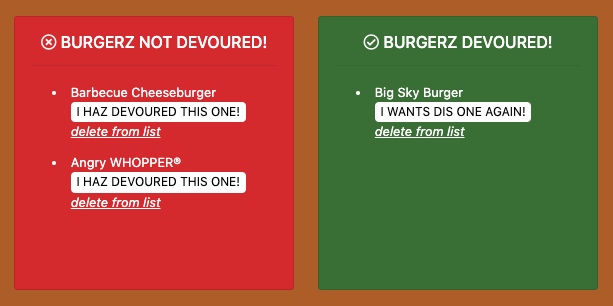 BURGERZ NOT DEVOURED!
Barbecue Cheeseburger
I HAZ DEVOURED THIS ONE!
delete from list
Angry WHOPPER®
I HAZ DEVOURED THIS ONE!
delete from list
BURGERZ DEVOURED!
Big Sky Burger
I WANTS DIS ONE AGAIN!
delete from list